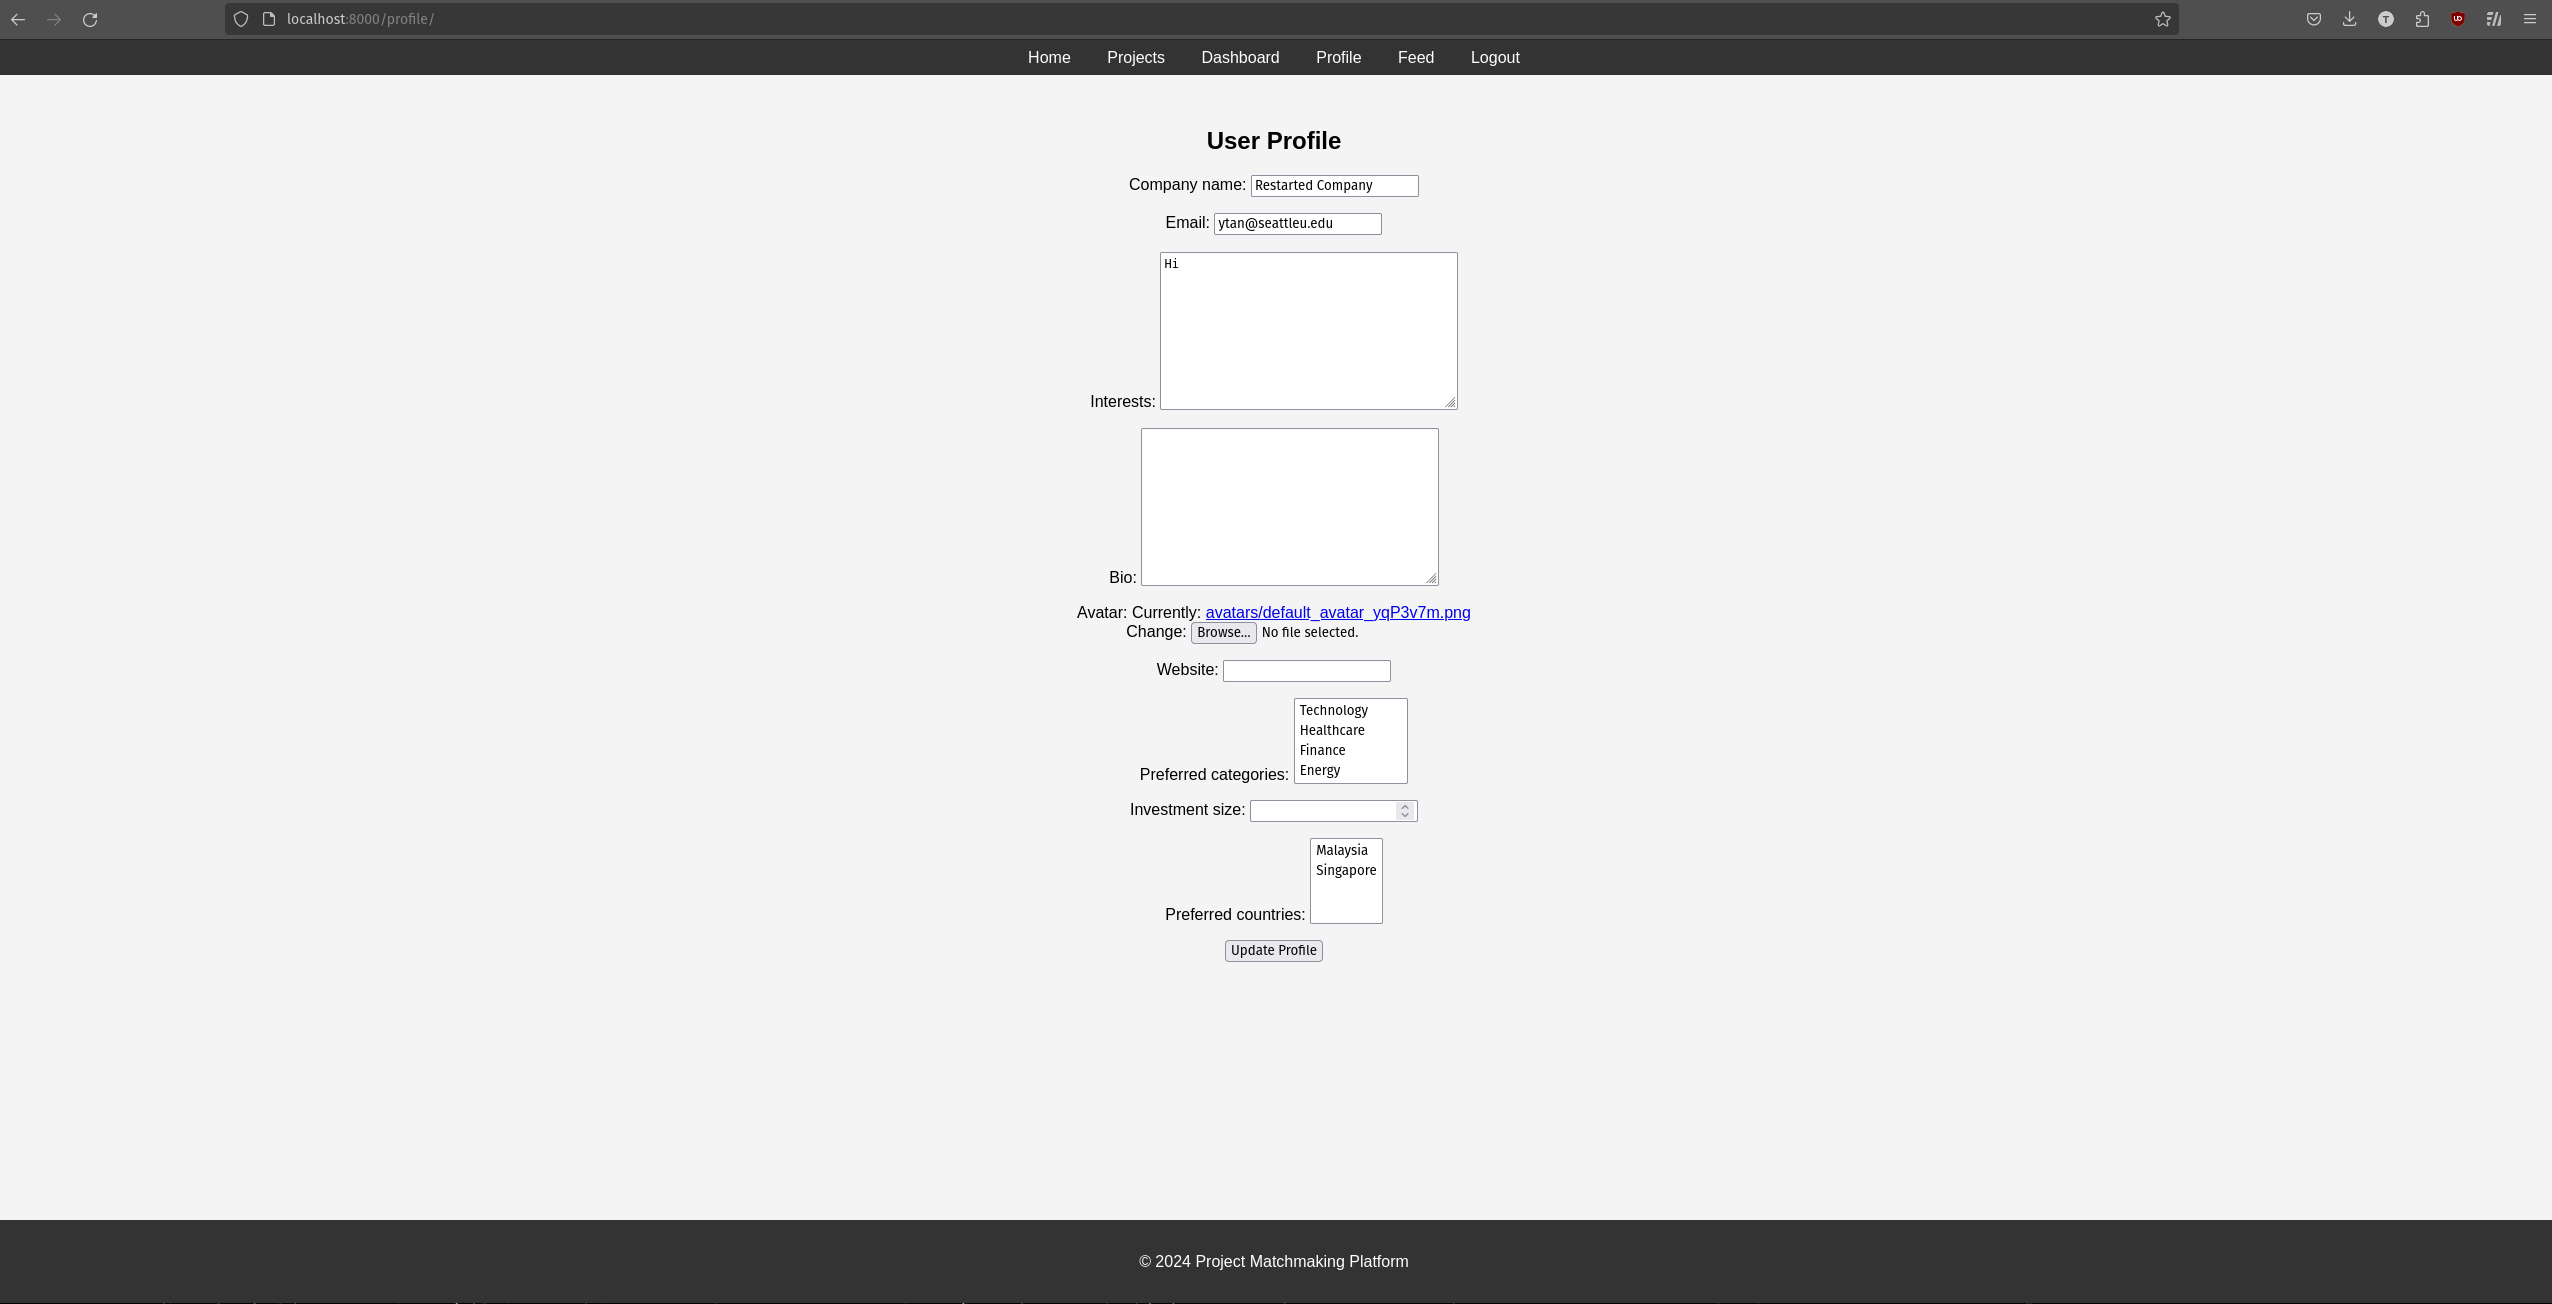 localhost:8000/profile/
Home Projects Dashboard Profile Feed Logout
User Profile
Company name: Restarted Company
Email: ytan@seattleu.edu
Hi
Interests:
Bio:
Avatar: Currently: avatars/default_avatar_yqP3v7m.png
Change: Browse... No file selected.
Website:
Technology
Healthcare
Finance
Energy
Preferred categories:
Investment size:
Malaysia
Singapore
Preferred countries:
Update Profile
© 2024 Project Matchmaking Platform